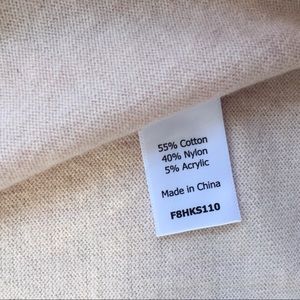 55% Cotton
40% Nylon
5% Acrylic
Made in China
F8HKS110